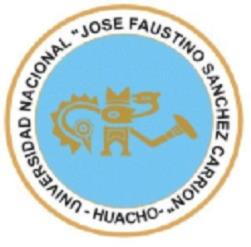 UNIVERSIDAD NACIONAL "JOSE FAUSTINO SANCHEZ CARRION"
- HUACHO-